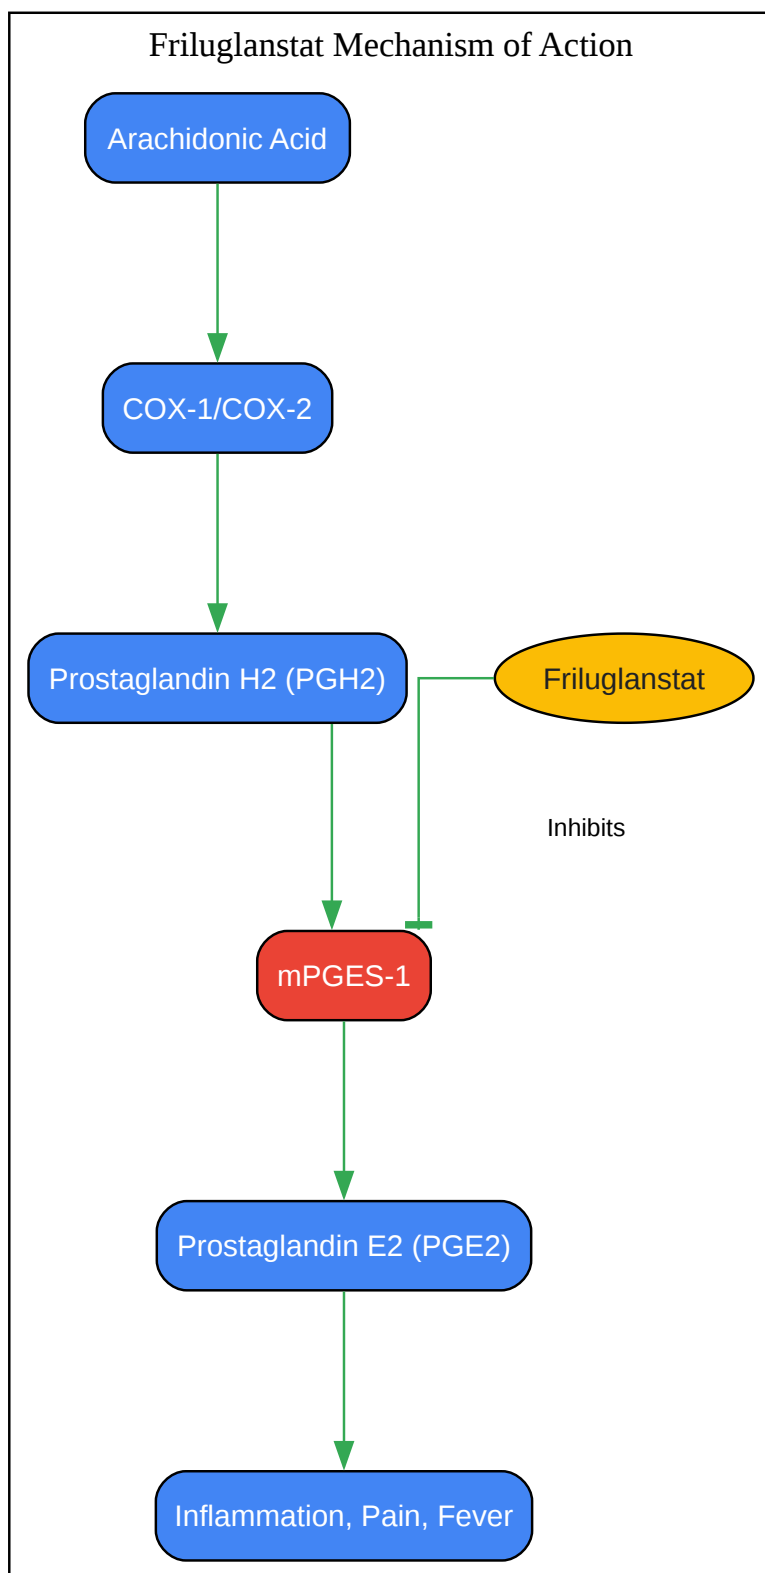 Friluglanstat Mechanism of Action
Arachidonic Acid
COX-1/COX-2
Prostaglandin H2 (PGH2)
Friluglanstat
Inhibits
mPGES-1
Prostaglandin E2 (PGE2)
Inflammation, Pain, Fever